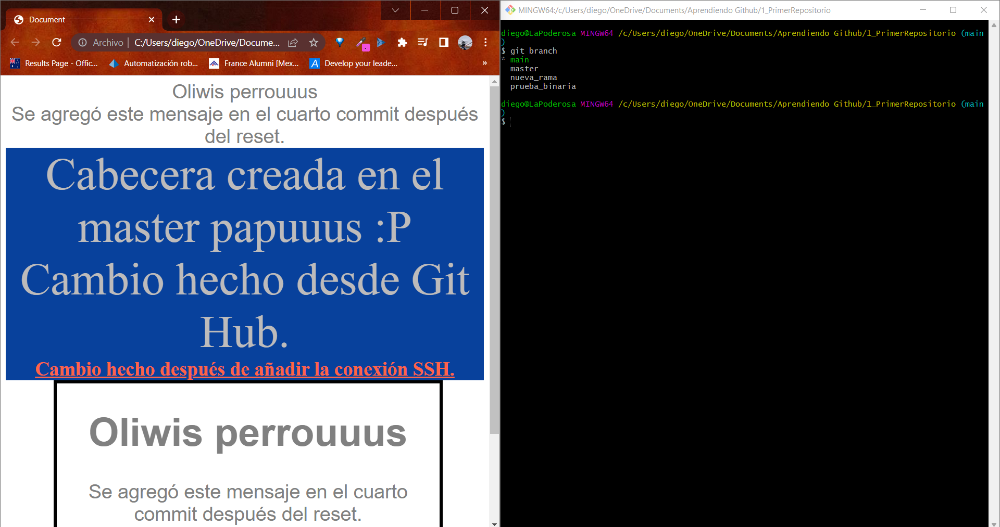 Document
Archivo | C:/Users/diego/OneDrive/Docume...
Results Page - Offic...
Automatización rob...
France Alumni [Mex...
Develop your leade...
»
Oliwis perrouuus
Se agregó este mensaje en el cuarto commit después
del reset.
Cabecera creada en el
master papuuus :P
Cambio hecho desde Git
Hub.
Cambio hecho después de añadir la conexión SSH.
Oliwis perrouuus
Se agregó este mensaje en el cuarto
commit después del reset.
MINGW64:/c/Users/diego/OneDrive/Documents/Aprendiendo Github/1_PrimerRepositorio
diego@LaPoderosa MINGW64 /c/Users/diego/OneDrive/Documents/Aprendiendo Github/1_PrimerRepositorio (main
)
$ git branch
* main
master
nueva_rama
prueba_binaria
diego@LaPoderosa MINGW64 /c/Users/diego/OneDrive/Documents/Aprendiendo Github/1_PrimerRepositorio (main
)
$